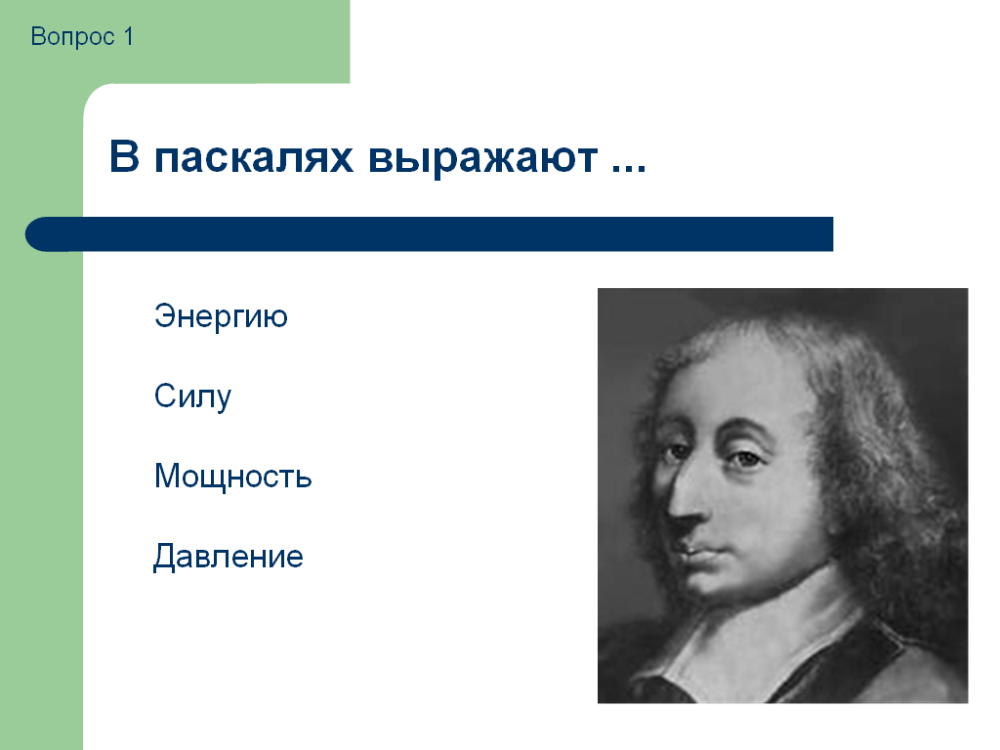 Вопрос 1
В паскалях выражают ...
Энергию
Силу
Мощность
Давление